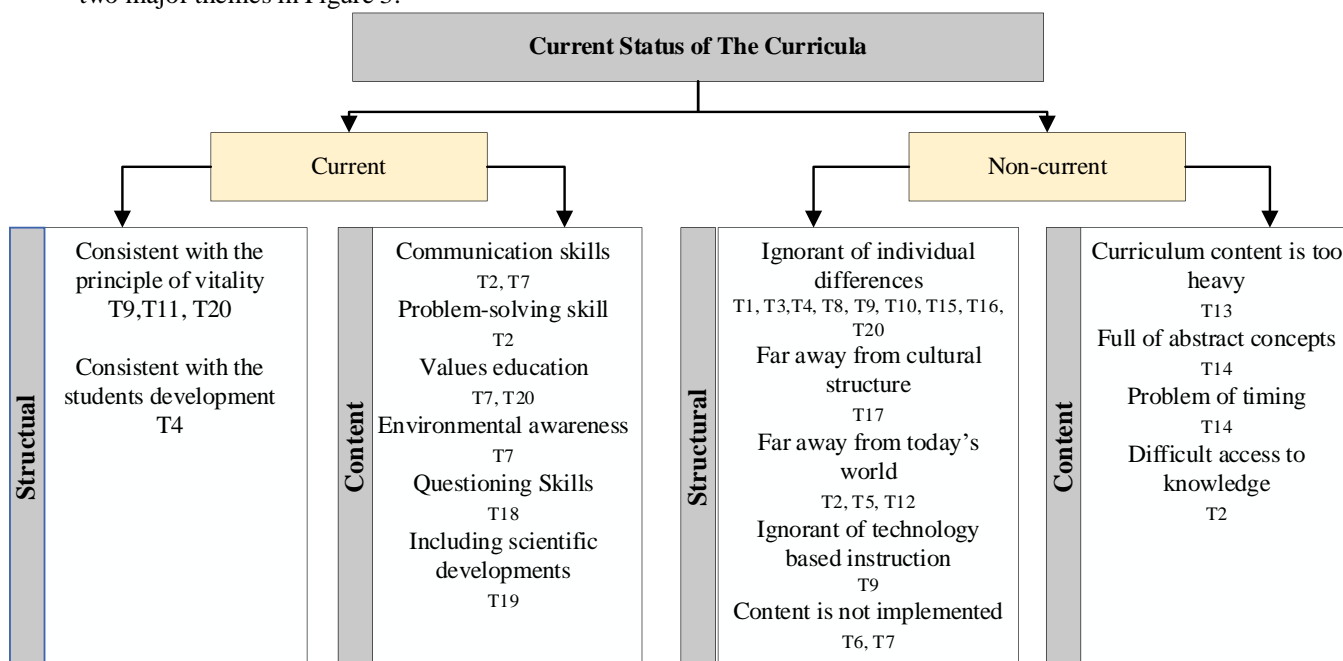 two major themes in Figure 3.
Current Status of The Curricula
Current
Non-current
Structual
Consistent with the
principle of vitality
T9,T11, T20
Consistent with the
students development
T4
Content
Communication skills
T2, T7
Problem-solving skill
T2
Values education
T7, T20
Environmental awareness
T7
Questioning Skills
T18
Including scientific
developments
T19
Structural
Ignorant of individual
differences
T1, T3,T4, T8, T9, T10, T15, T16,
T20
Far away from cultural
structure
T17
Far away from today's
world
T2, T5, T12
Ignorant of technology
based instruction
T9
Content is not implemented
T6, T7
Content
Curriculum content is too
heavy
T13
Full of abstract concepts
T14
Problem of timing
T14
Difficult access to
knowledge
T2